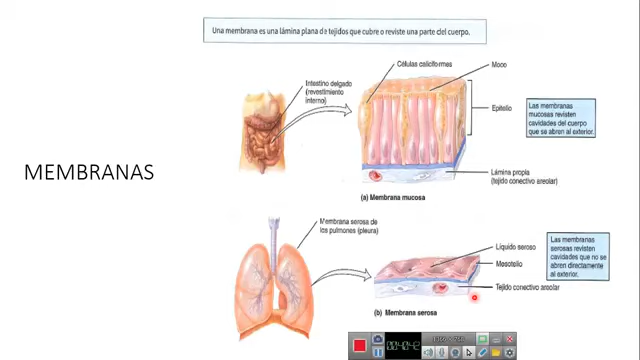 Una membrana es una lámina plana de tejidos que cubre o reviste una parte del cuerpo.
MEMBRANAS
Intestino delgado
(revestimiento
interno)
Células caliciformes
Moco
Epitelio
Las membranas
mucosas revisten
cavidades del cuerpo
que se abren al exterior.
Lámina propia
(tejido conectivo areolar)
(a) Membrana mucosa
Membrana serosa de
los pulmones (pleura)
Líquido seroso
Mesotelio
Tejido conectivo areolar
Las membranas
serosas revisten
cavidades que no se
abren directamente
al exterior.
(b) Membrana serosa